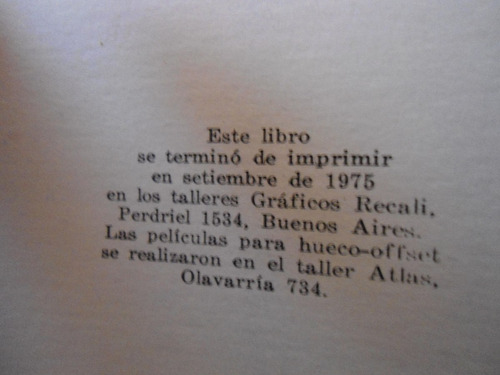 Este libro
se terminó de imprimir
en setiembre de 1975
en los talleres Gráficos Recali,
Perdriel 1534, Buenos Aires.
Las películas para hueco-offset
se realizaron en el taller Atlas,
Olavarría 734.